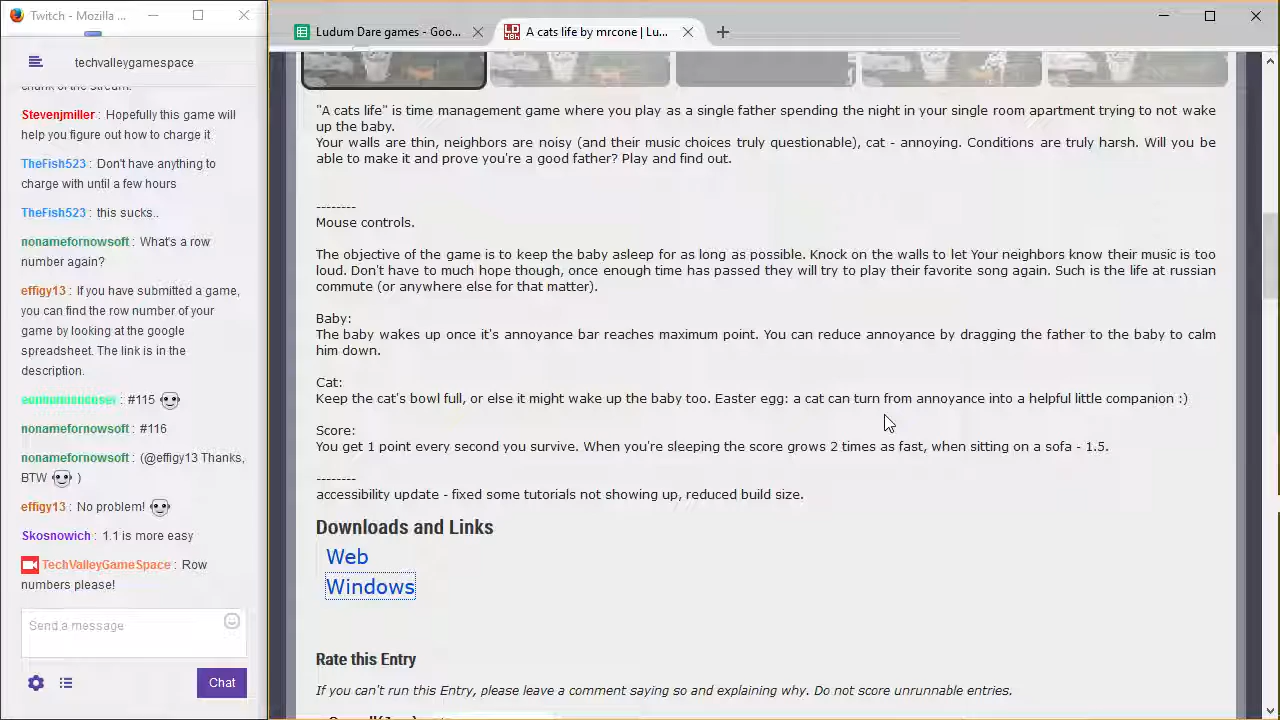 Twitch - Mozilla ...
techvalleygamespace
chunk of the stream.
Stevenjmiller: Hopefully this game will
help you figure out how to charge it
TheFish523: Don't have anything to
charge with until a few hours
TheFish523: this sucks..
nonamefornowsoft: What's a row
number again?
effigy13: If you have submitted a game,
you can find the row number of your
game by looking at the google
spreadsheet. The link is in the
description.
: #115
nonamefornowsoft: #116
nonamefornowsoft: (@effigy13 Thanks,
BTW )
effigy13: No problem!
Skosnowich: 1.1 is more easy
TechValleyGameSpace: Row
numbers please!
Send a message
Chat
Ludum Dare games - Goo...
A cats life by mrcone | Lu...
"A cats life" is time management game where you play as a single father spending the night in your single room apartment trying to not wake
up the baby.
Your walls are thin, neighbors are noisy (and their music choices truly questionable), cat - annoying. Conditions are truly harsh. Will you be
able to make it and prove you're a good father? Play and find out.
--------
Mouse controls.
The objective of the game is to keep the baby asleep for as long as possible. Knock on the walls to let Your neighbors know their music is too
loud. Don't have to much hope though, once enough time has passed they will try to play their favorite song again. Such is the life at russian
commute (or anywhere else for that matter).
Baby:
The baby wakes up once it's annoyance bar reaches maximum point. You can reduce annoyance by dragging the father to the baby to calm
him down.
Cat:
Keep the cat's bowl full, or else it might wake up the baby too. Easter egg: a cat can turn from annoyance into a helpful little companion :)
Score:
You get 1 point every second you survive. When you're sleeping the score grows 2 times as fast, when sitting on a sofa - 1.5.
--------
accessibility update - fixed some tutorials not showing up, reduced build size.
Downloads and Links
Web
Windows
Rate this Entry
If you can't run this Entry, please leave a comment saying so and explaining why. Do not score unrunnable entries.